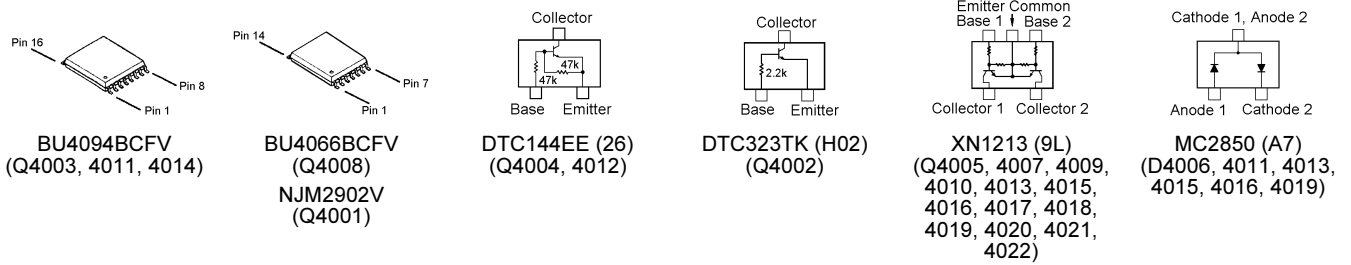 Pin 16
Pin 8
Pin 1
BU4094BCFV
(Q4003, 4011, 4014)
Pin 14
Pin 7
Pin 1
BU4066BCFV
(Q4008)
NJM2902V
(Q4001)
Collector
47k
47k
Base Emitter
DTC144EE (26)
(Q4004, 4012)
Collector
2.2k
Base Emitter
DTC323TK (H02)
(Q4002)
Emitter Common
Base 1 Base 2
Collector 1 Collector 2
XN1213 (9L)
(Q4005, 4007, 4009,
4010, 4013, 4015,
4016, 4017, 4018,
4019, 4020, 4021,
4022)
Cathode 1, Anode 2
Anode 1 Cathode 2
MC2850 (A7)
(D4006, 4011, 4013,
4015, 4016, 4019)